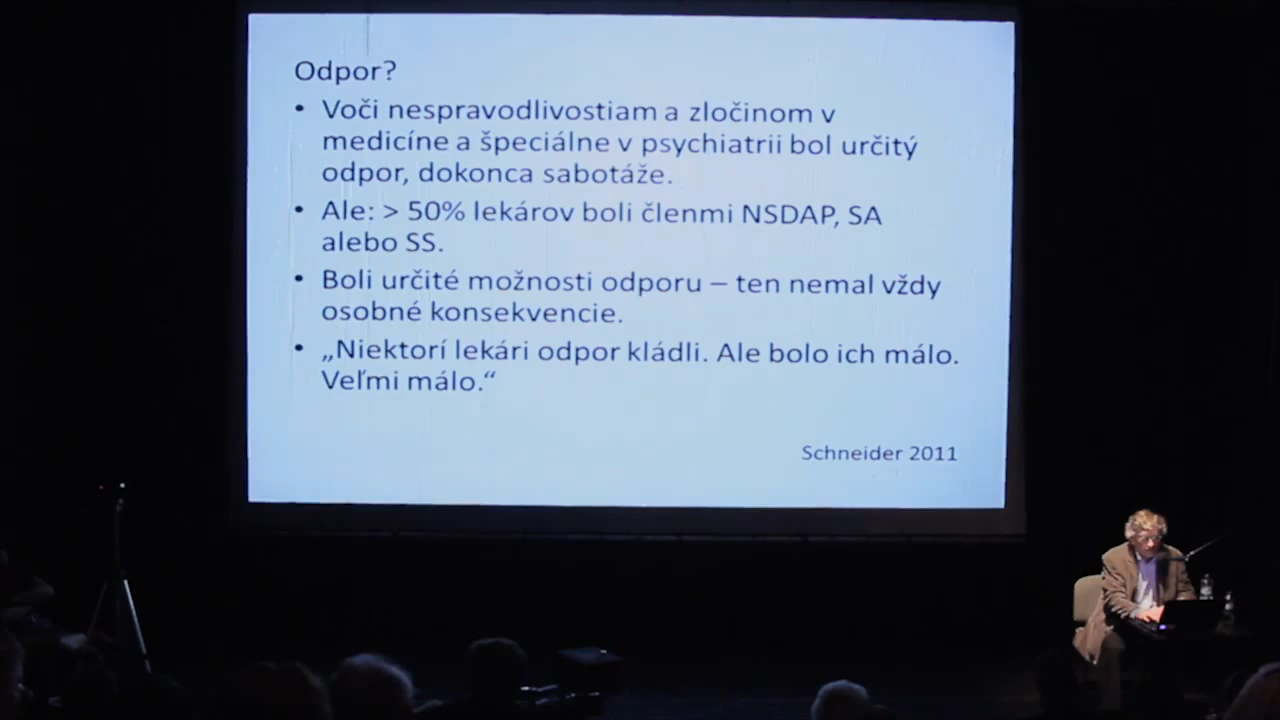 Odpor?
• Voči nespravodlivostiam a zločinom v
medicíne a špeciálne v psychiatrii bol určitý
odpor, dokonca sabotáže.
• Ale: > 50% lekárov boli členmi NSDAP, SA
alebo SS.
• Boli určité možnosti odporu – ten nemal vždy
osobné konsekvencie.
• „Niektorí lekári odpor kládli. Ale bolo ich málo.
Veľmi málo.“
Schneider 2011